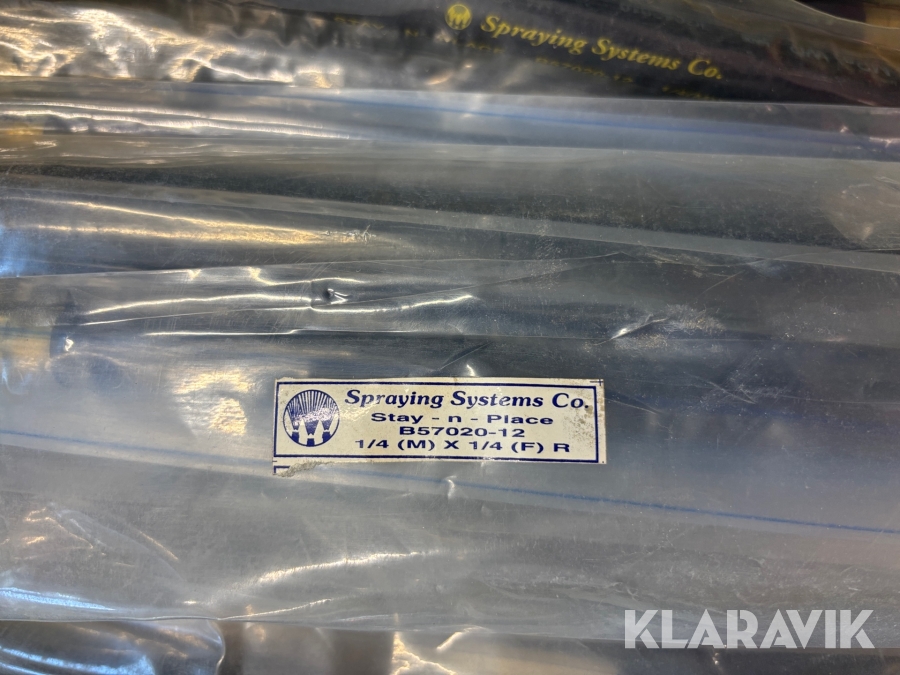 Spraying Systems Co.
Spraying Systems Co.
Stay - n - Place
B57020-12
1/4 (M) X 1/4 (F) R
KLARAVIK